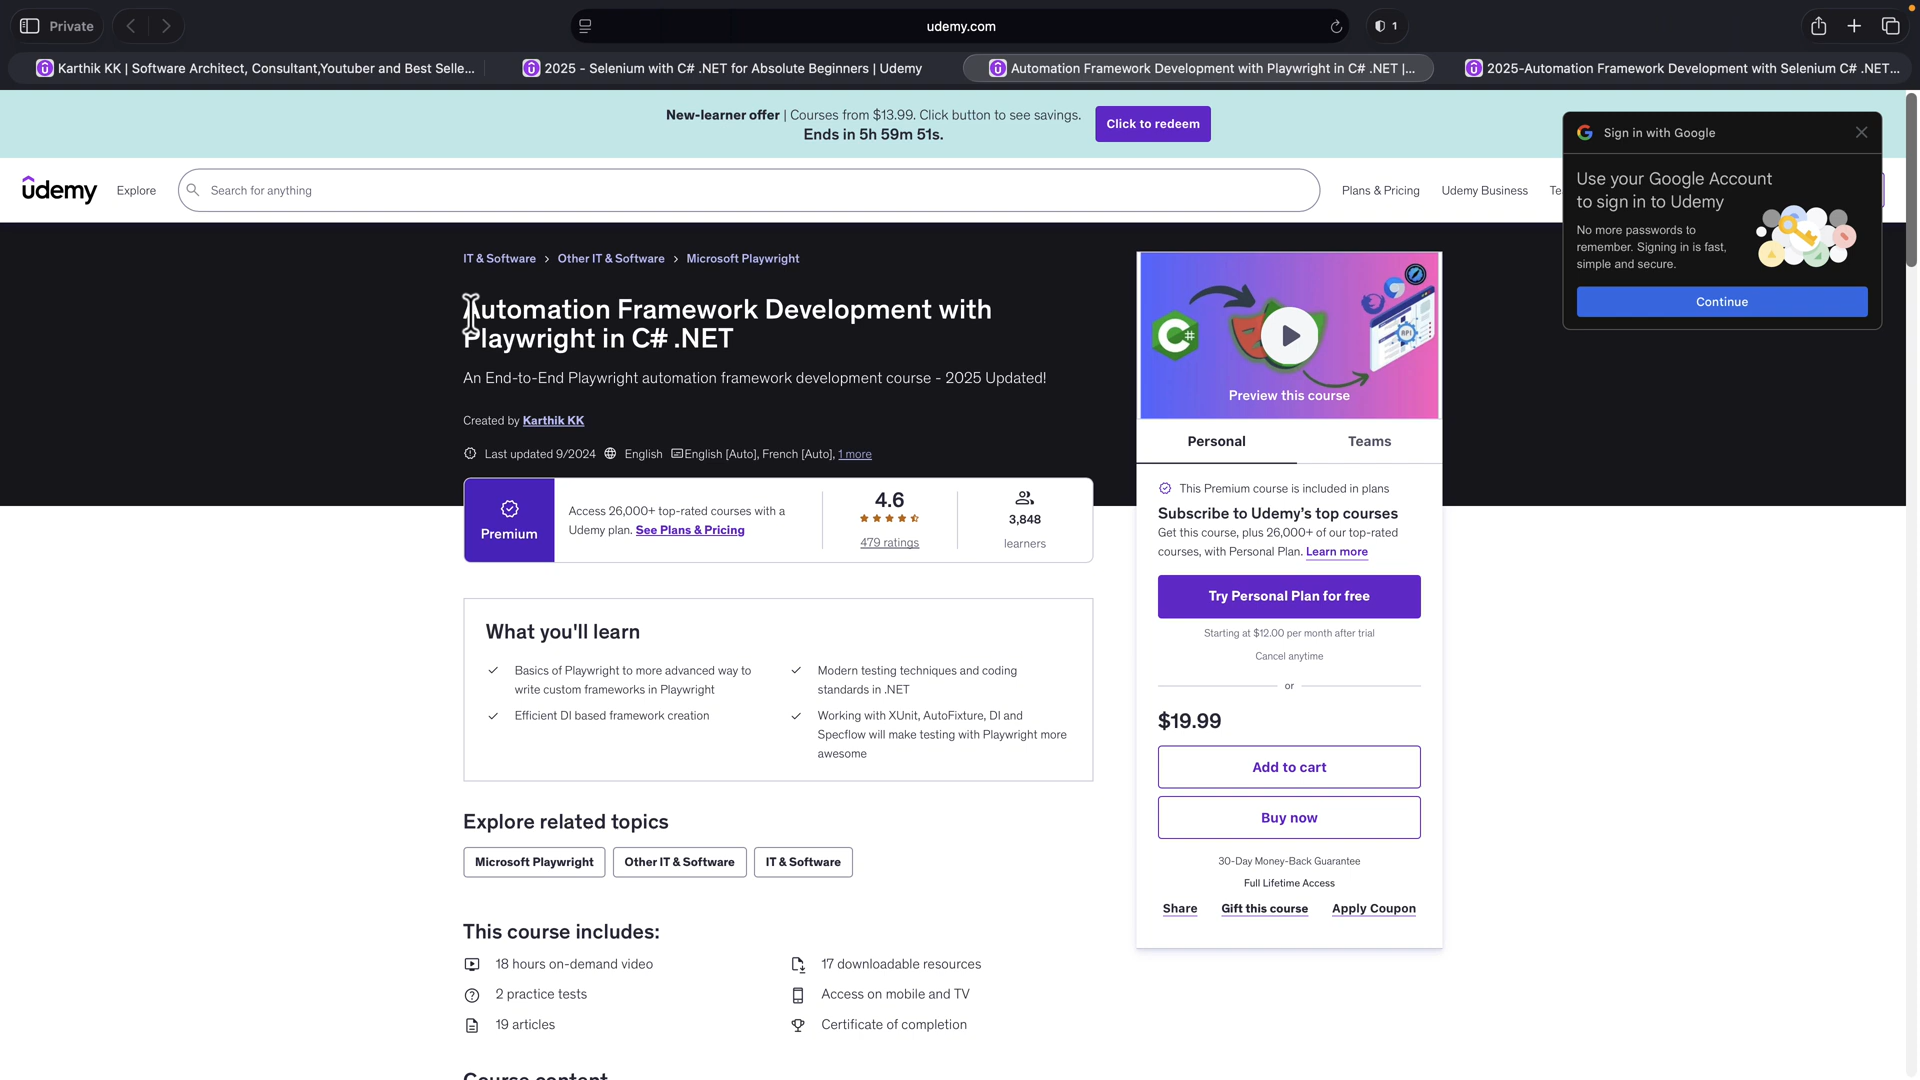 Private
udemy.com
1
Karthik KK | Software Architect, Consultant,Youtuber and Best Selle...
2025 - Selenium with C# .NET for Absolute Beginners | Udemy
Automation Framework Development with Playwright in C# .NET |...
2025-Automation Framework Development with Selenium C# .NET...
New-learner offer | Courses from $13.99. Click button to see savings.
Ends in 5h 59m 51s.
Click to redeem
udemy
Explore
Search for anything
Plans & Pricing
Udemy Business
Te
Sign in with Google
Use your Google Account
to sign in to Udemy
No more passwords to
remember. Signing in is fast,
simple and secure.
Continue
IT & Software > Other IT & Software > Microsoft Playwright
Automation Framework Development with
Playwright in C# .NET
An End-to-End Playwright automation framework development course - 2025 Updated!
Created by Karthik KK
Last updated 9/2024
English
English [Auto], French [Auto], 1 more
Premium
Access 26,000+ top-rated courses with a
Udemy plan. See Plans & Pricing
4.6
479 ratings
3,848
learners
What you'll learn
Basics of Playwright to more advanced way to
write custom frameworks in Playwright
Efficient DI based framework creation
Modern testing techniques and coding
standards in .NET
Working with XUnit, AutoFixture, DI and
Specflow will make testing with Playwright more
awesome
Explore related topics
Microsoft Playwright
Other IT & Software
IT & Software
This course includes:
18 hours on-demand video
2 practice tests
19 articles
17 downloadable resources
Access on mobile and TV
Certificate of completion
Course content
C#
API
Preview this course
Personal
Teams
This Premium course is included in plans
Subscribe to Udemy's top courses
Get this course, plus 26,000+ of our top-rated
courses, with Personal Plan. Learn more
Try Personal Plan for free
Starting at $12.00 per month after trial
Cancel anytime
or
$19.99
Add to cart
Buy now
30-Day Money-Back Guarantee
Full Lifetime Access
Share
Gift this course
Apply Coupon